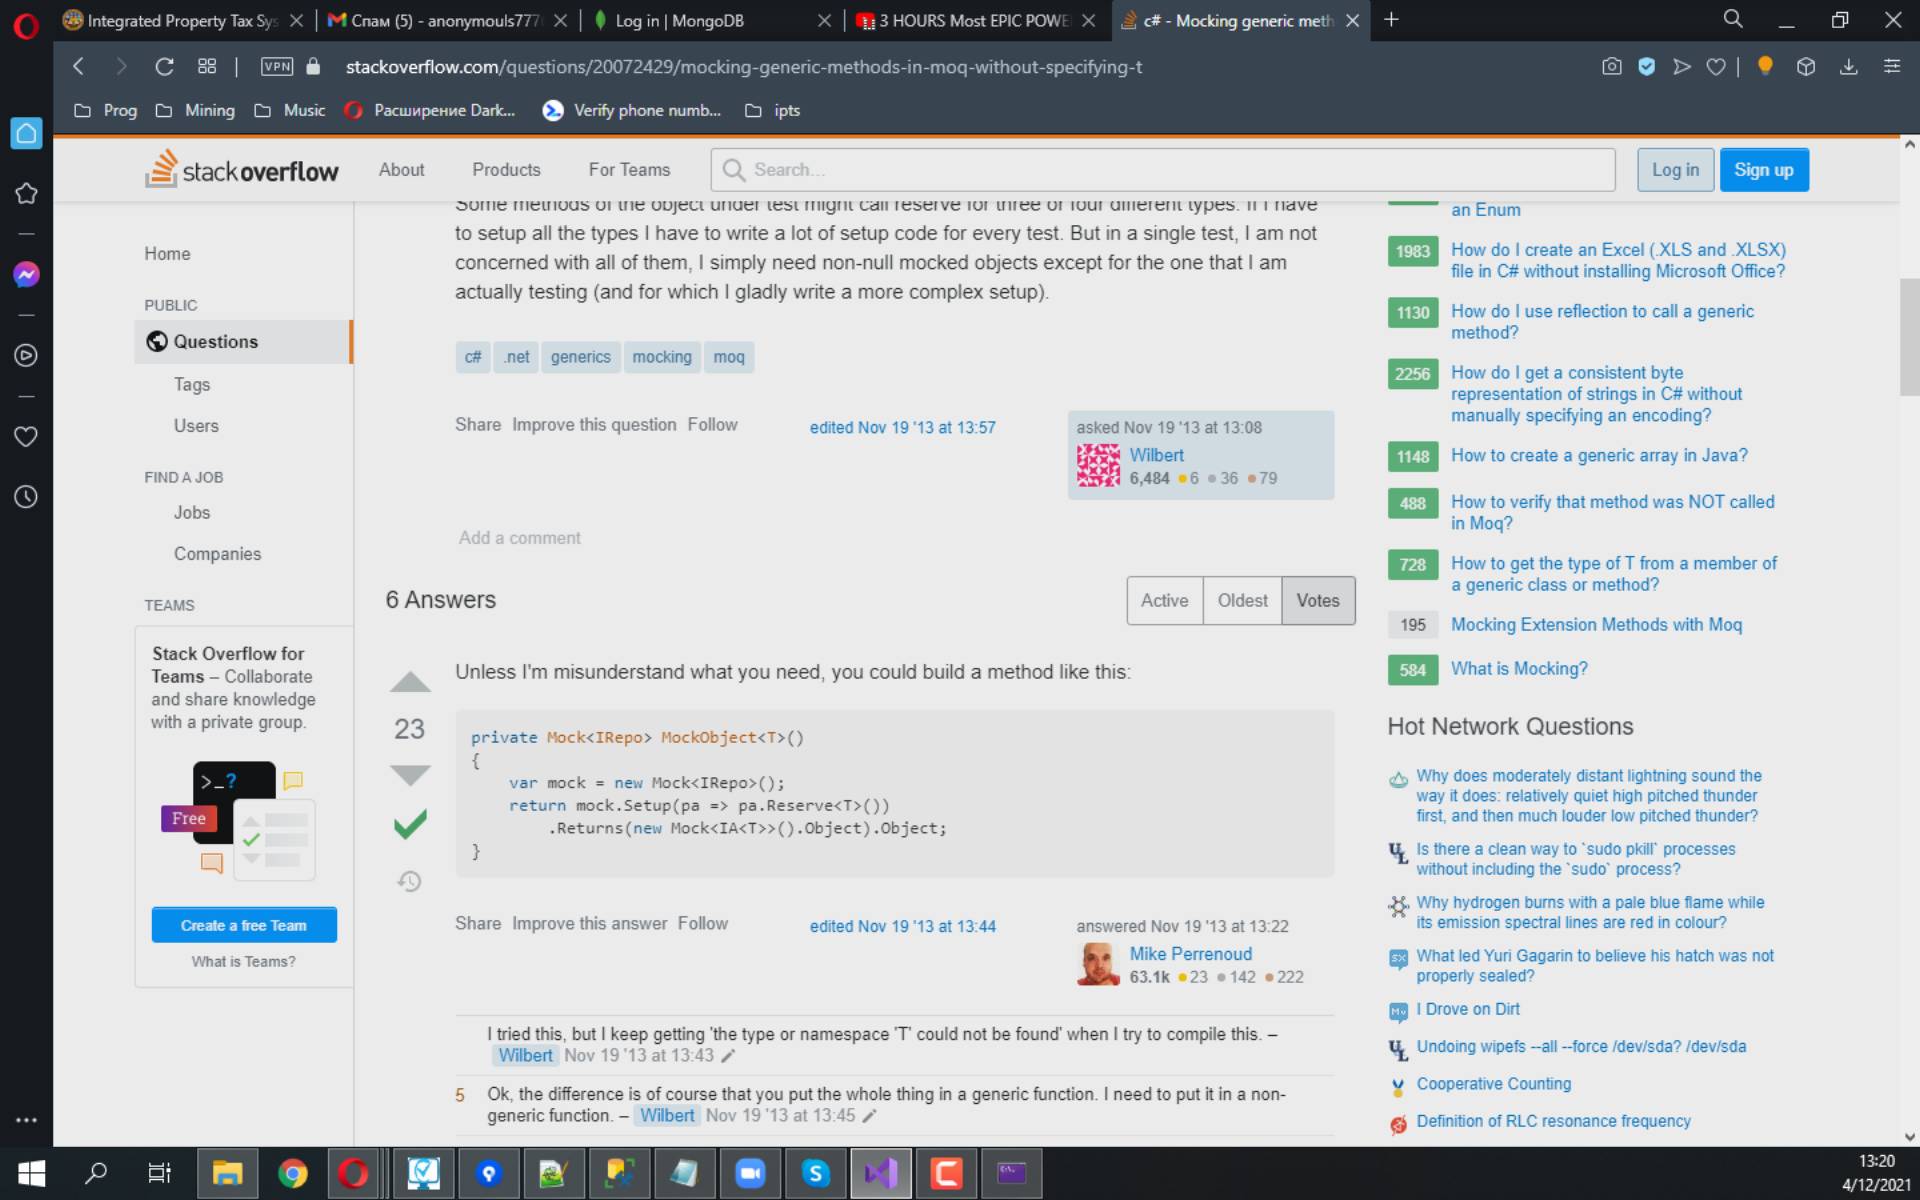 Integrated Property Tax Sys
Спам (5) - anonymouls777
Log in | MongoDB
3 HOURS Most EPIC POWE
c# - Mocking generic meth
VPN
stackoverflow.com/questions/20072429/mocking-generic-methods-in-moq-without-specifying-t
Prog
Mining
Music
Расширение Dark...
Verify phone numb...
ipts
stackoverflow
About
Products
For Teams
Search...
Log in
Sign up
Home
PUBLIC
Questions
Tags
Users
FIND A JOB
Jobs
Companies
TEAMS
Stack Overflow for
Teams – Collaborate
and share knowledge
with a private group.
>_?
Free
Create a free Team
What is Teams?
Some methods of the object under test might call reserve for three or four different types. If I have
to setup all the types I have to write a lot of setup code for every test. But in a single test, I am not
concerned with all of them, I simply need non-null mocked objects except for the one that I am
actually testing (and for which I gladly write a more complex setup).
c# .net generics mocking moq
Share Improve this question Follow
edited Nov 19 '13 at 13:57
asked Nov 19 '13 at 13:08
Wilbert
6,484 6 36 79
Add a comment
6 Answers
Active Oldest Votes
Unless I'm misunderstand what you need, you could build a method like this:
23
private Mock<IRepo> MockObject<T>()
{
var mock = new Mock<IRepo>();
return mock.Setup(pa => pa.Reserve<T>())
.Returns(new Mock<IA<T>>().Object).Object;
}
Share Improve this answer Follow
edited Nov 19 '13 at 13:44
answered Nov 19 '13 at 13:22
Mike Perrenoud
63.1k 23 142 222
I tried this, but I keep getting 'the type or namespace 'T' could not be found' when I try to compile this. –
Wilbert Nov 19 '13 at 13:43
5 Ok, the difference is of course that you put the whole thing in a generic function. I need to put it in a non-
generic function. – Wilbert Nov 19 '13 at 13:45
an Enum
1983 How do I create an Excel (.XLS and .XLSX)
file in C# without installing Microsoft Office?
1130 How do I use reflection to call a generic
method?
2256 How do I get a consistent byte
representation of strings in C# without
manually specifying an encoding?
1148 How to create a generic array in Java?
488 How to verify that method was NOT called
in Moq?
728 How to get the type of T from a member of
a generic class or method?
195 Mocking Extension Methods with Moq
584 What is Mocking?
Hot Network Questions
Why does moderately distant lightning sound the
way it does: relatively quiet high pitched thunder
first, and then much louder low pitched thunder?
Is there a clean way to `sudo pkill` processes
without including the `sudo` process?
Why hydrogen burns with a pale blue flame while
its emission spectral lines are red in colour?
What led Yuri Gagarin to believe his hatch was not
properly sealed?
I Drove on Dirt
Undoing wipefs --all --force /dev/sda? /dev/sda
Cooperative Counting
Definition of RLC resonance frequency
13:20
4/12/2021